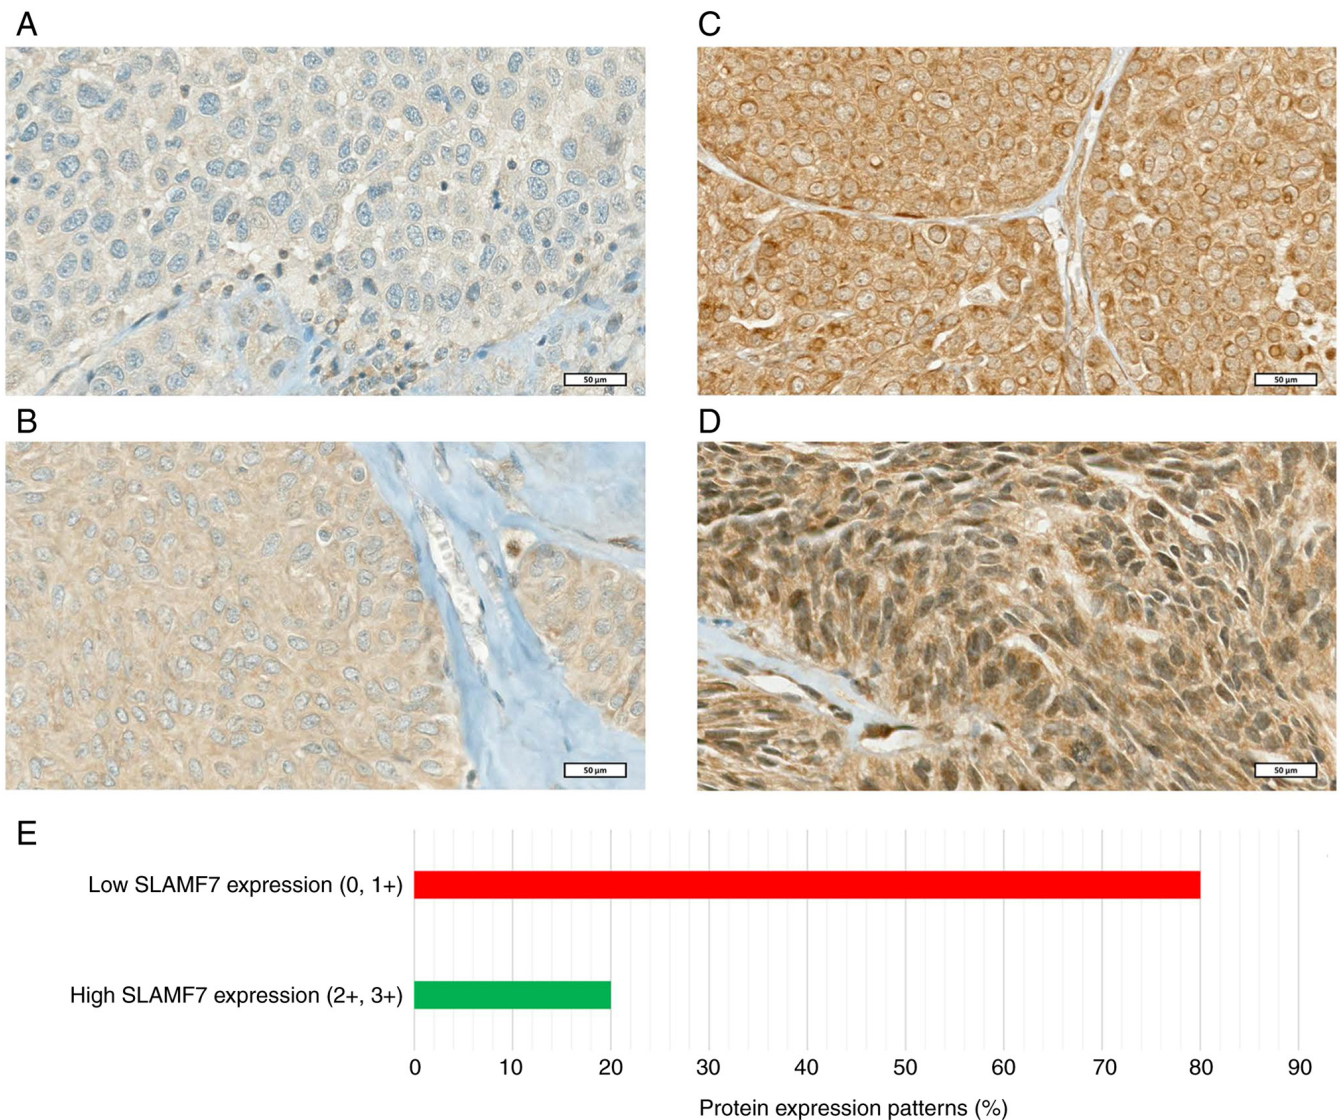 A
C
50 µm
50 µm
B
D
50 µm
50 µm
E
Low SLAMF7 expression (0, 1+)
High SLAMF7 expression (2+, 3+)
0 10 20 30 40 50 60 70 80 90
Protein expression patterns (%)